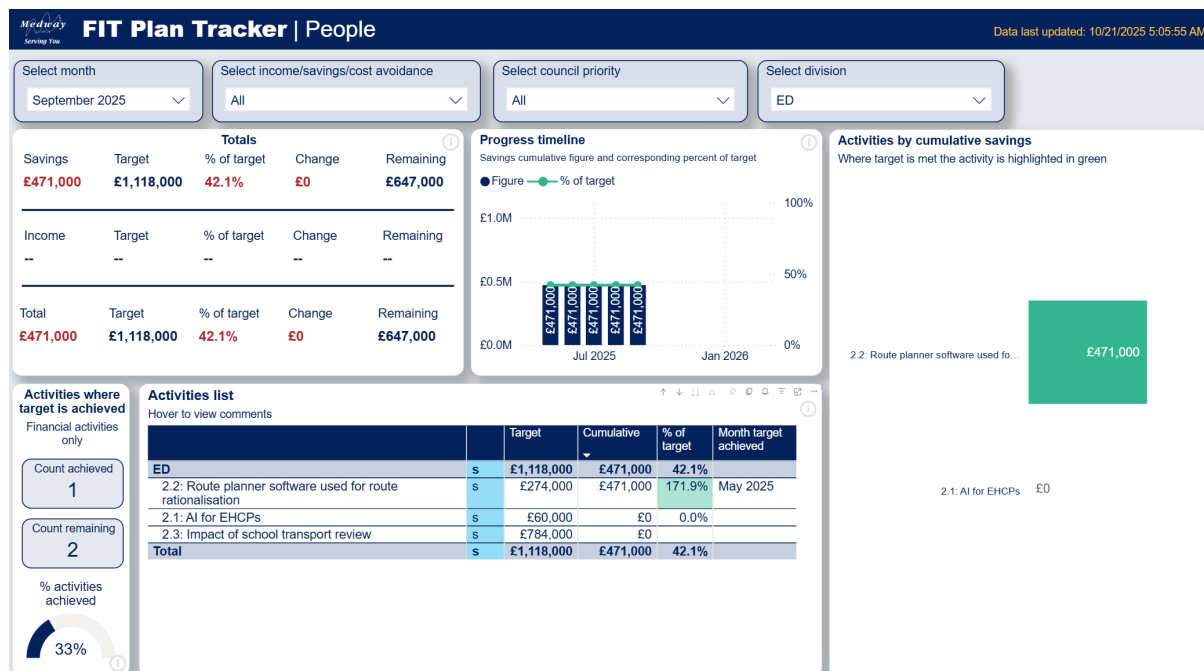 Medway
Serving You
FIT Plan Tracker | People
Data last updated: 10/21/2025 5:05:55 AM
Select month
September 2025
Select income/savings/cost avoidance
All
Select council priority
All
Select division
ED
Totals
Savings Target % of target Change Remaining
£471,000 £1,118,000 42.1% £0 £647,000
Income Target % of target Change Remaining
-- -- -- -- --
Total Target % of target Change Remaining
£471,000 £1,118,000 42.1% £0 £647,000
Progress timeline
Savings cumulative figure and corresponding percent of target
Figure % of target
£1.0M
100%
£0.5M
50%
£0.0M
0%
£471,000
£471,000
£471,000
£471,000
£471,000
Jul 2025 Jan 2026
Activities by cumulative savings
Where target is met the activity is highlighted in green
2.2: Route planner software used fo...
£471,000
2.1: AI for EHCPs
£0
Activities where
target is achieved
Financial activities
only
Count achieved
1
Count remaining
2
% activities
achieved
33%
Activities list
Hover to view comments
Target Cumulative % of target Month target achieved
ED s £1,118,000 £471,000 42.1%
2.2: Route planner software used for route s £274,000 £471,000 171.9% May 2025
rationalisation
2.1: AI for EHCPs s £60,000 £0 0.0%
2.3: Impact of school transport review s £784,000 £0
Total s £1,118,000 £471,000 42.1%